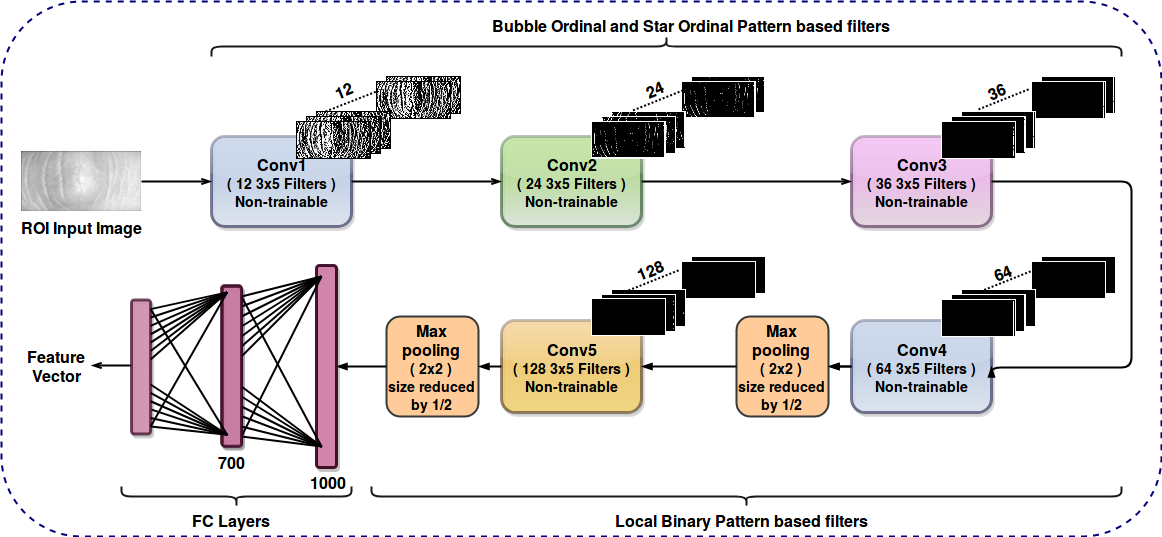 Bubble Ordinal and Star Ordinal Pattern based filters
12
24
36
Conv1
( 12 3x5 Filters )
Non-trainable
Conv2
( 24 3x5 Filters )
Non-trainable
Conv3
( 36 3x5 Filters )
Non-trainable
ROI Input Image
128
64
Feature
Vector
Max
pooling
( 2x2 )
size reduced
by 1/2
Conv5
( 128 3x5 Filters )
Non-trainable
Max
pooling
( 2x2 )
size reduced
by 1/2
Conv4
( 64 3x5 Filters )
Non-trainable
700
1000
FC Layers
Local Binary Pattern based filters